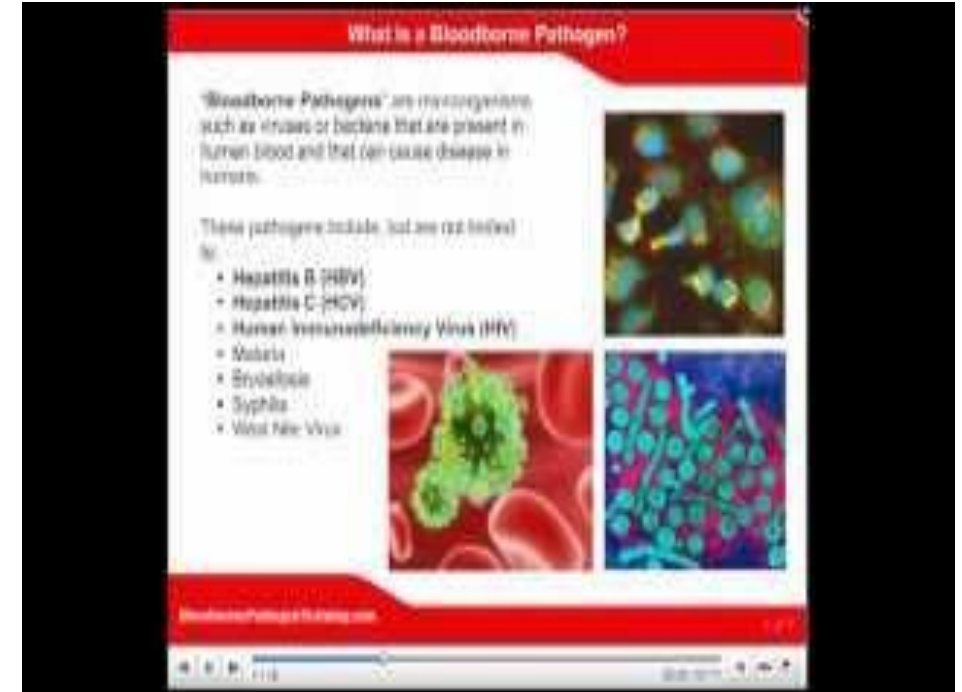 What is a Bloodborne Pathogen?
"Bloodborne Pathogens" are microorganisms
such as viruses or bacteria that are present in
human blood and that can cause disease in
humans.
These pathogens include, but are not limited
to:
• Hepatitis B (HBV)
• Hepatitis C (HCV)
• Human Immunodeficiency Virus (HIV)
• Malaria
• Brucellosis
• Syphilis
• West Nile Virus
BloodbornePathogenTraining.com